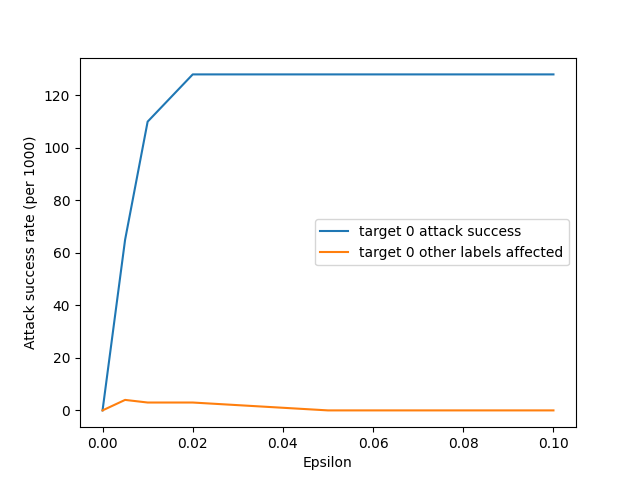 120
100
80
60
40
20
0
Attack success rate (per 1000)
target 0 attack success
target 0 other labels affected
0.00 0.02 0.04 0.06 0.08 0.10
Epsilon